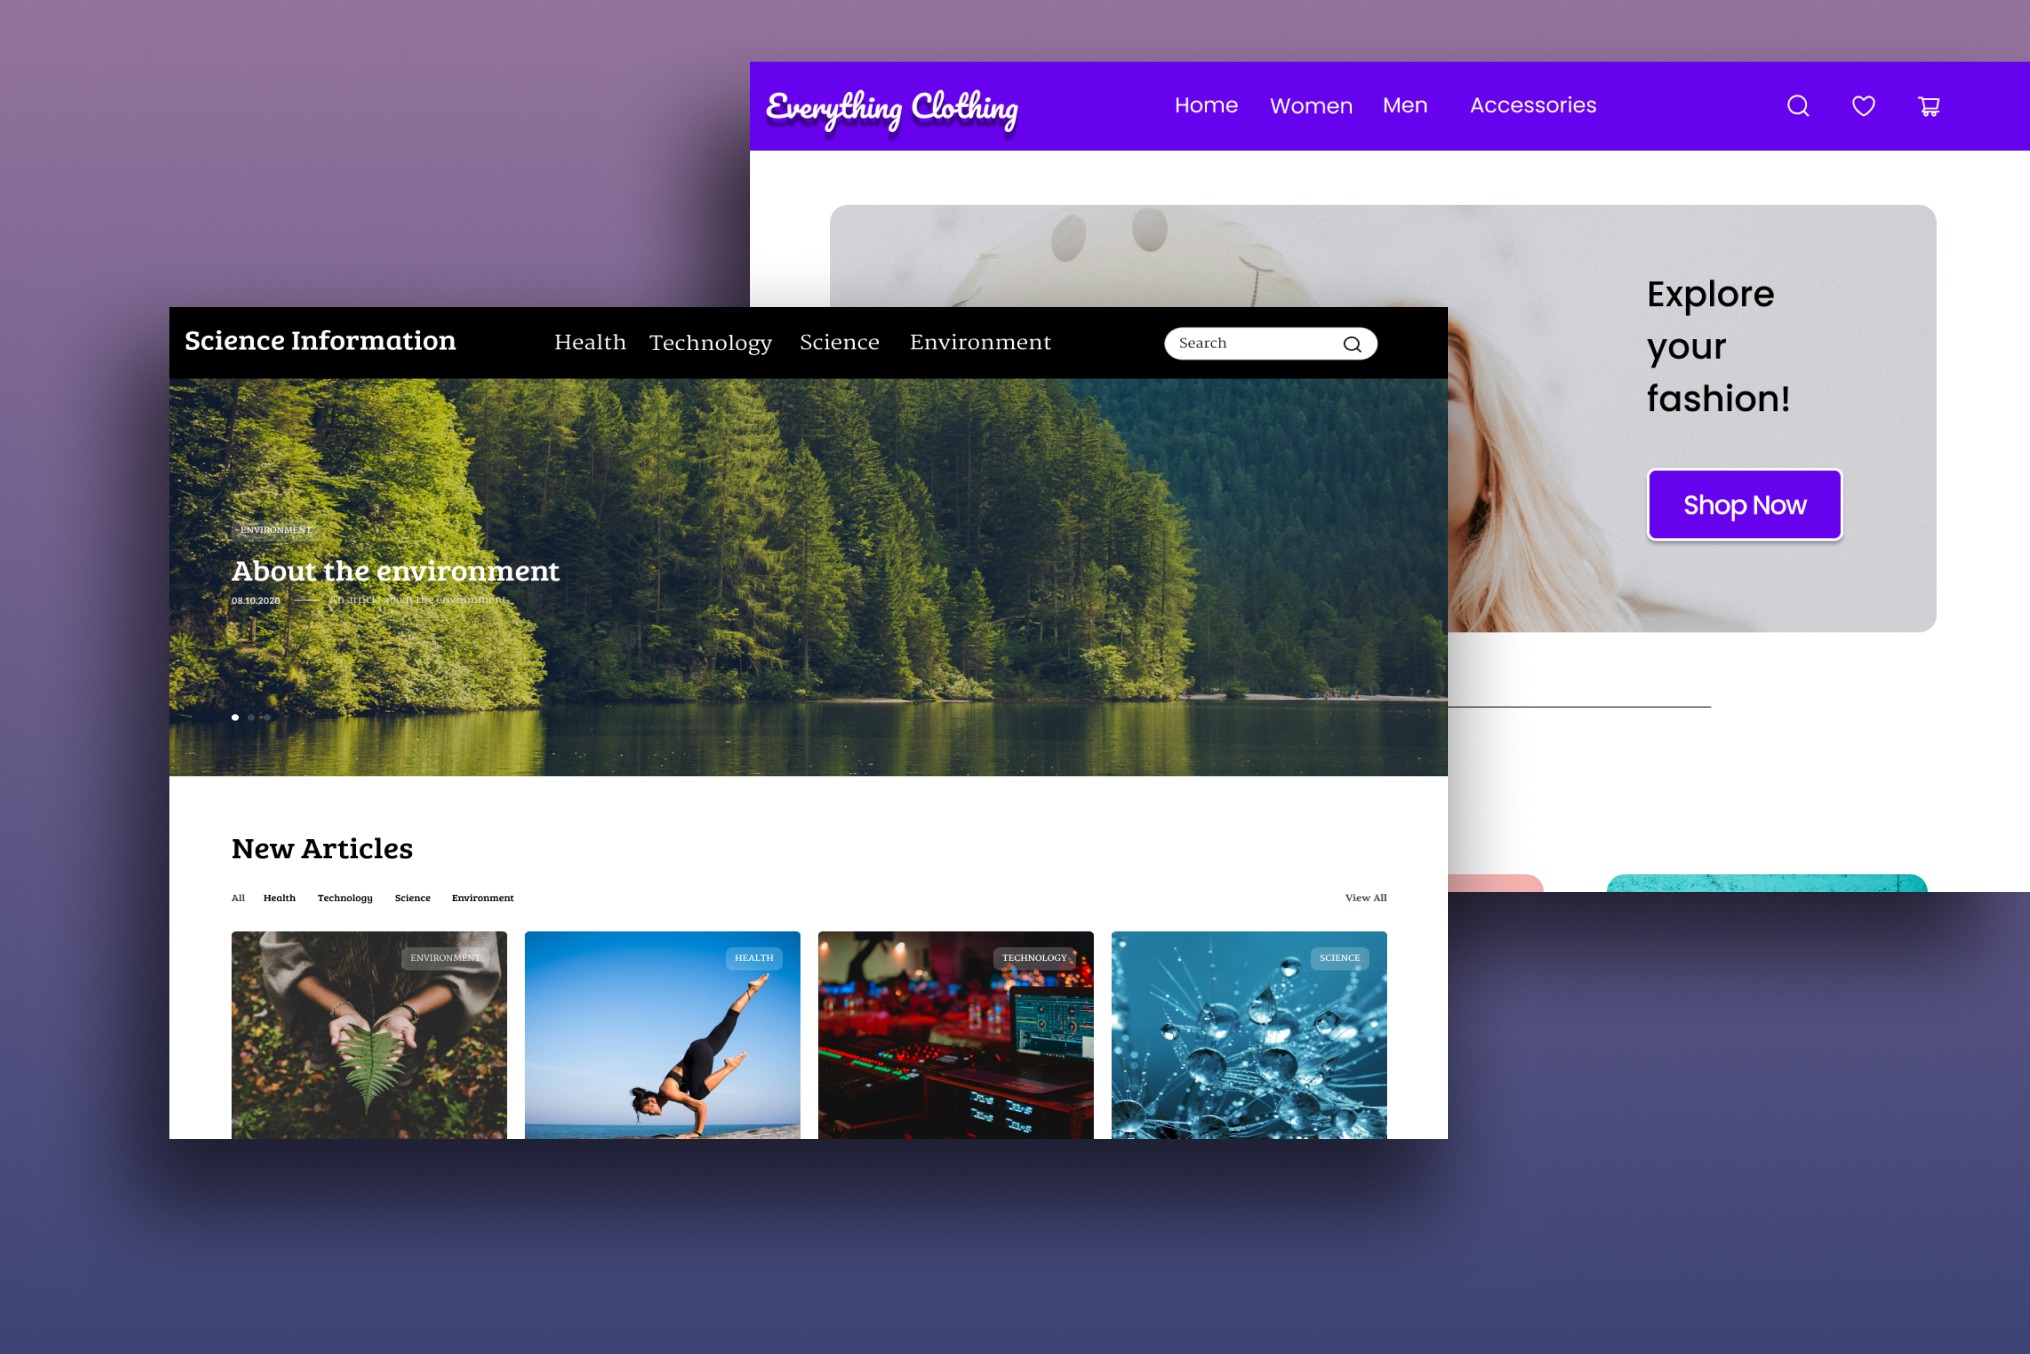 Everything Clothing
Home Women Men Accessories
Explore
your
fashion!
Shop Now
Science Information
Health Technology Science Environment
Search
- ENVIRONMENT
About the environment
08.10.2020 An article about the environment.
New Articles
All Health Technology Science Environment
View All
ENVIRONMENT
HEALTH
TECHNOLOGY
SCIENCE